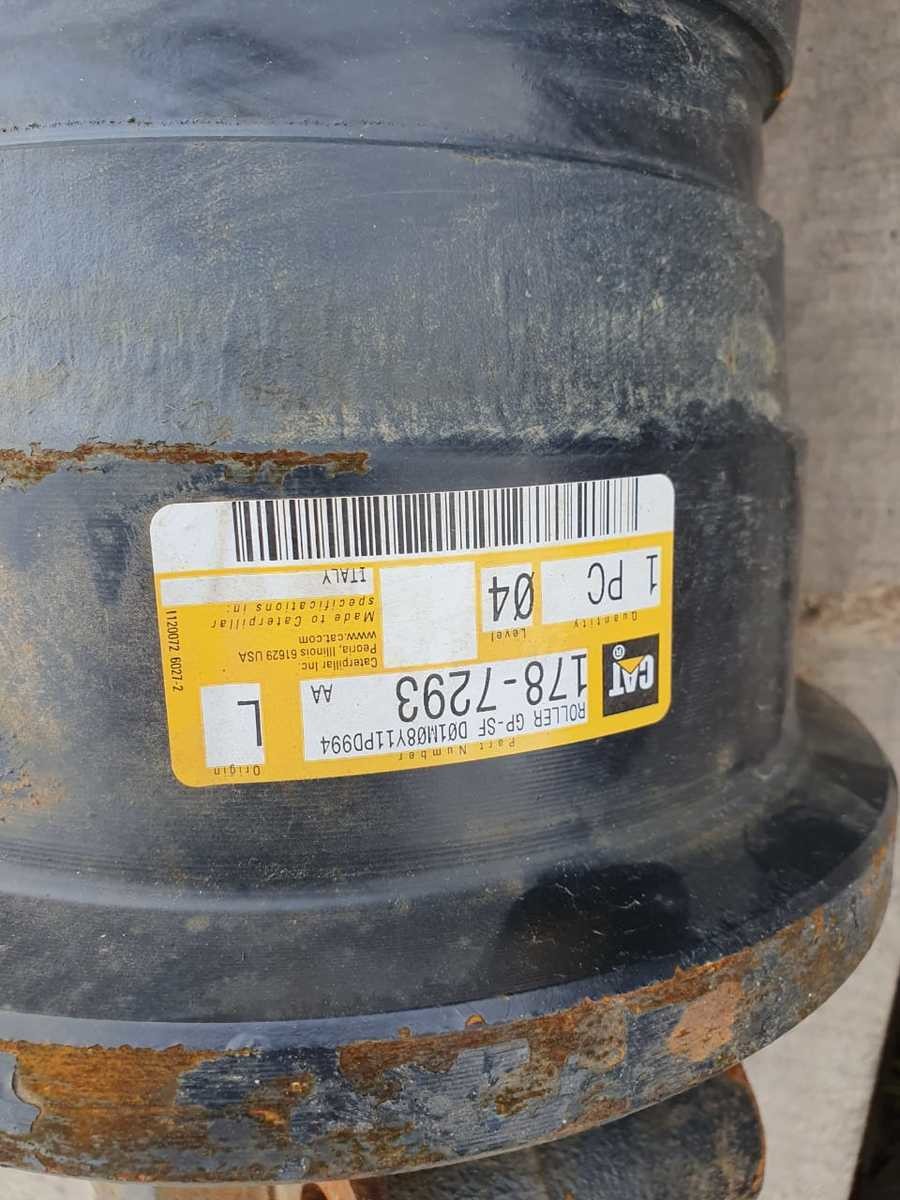 Part Number
ROLLER GP-SF D01M08Y11PD994
178-7293
AA
CAT®
Origin
L
Caterpillar Inc.
Peoria, Illinois 61629 USA
www.cat.com
Made to Caterpillar
specifications in:
ITALY
Quantity
1 PC
Level
Ø4
1120072 6027-2